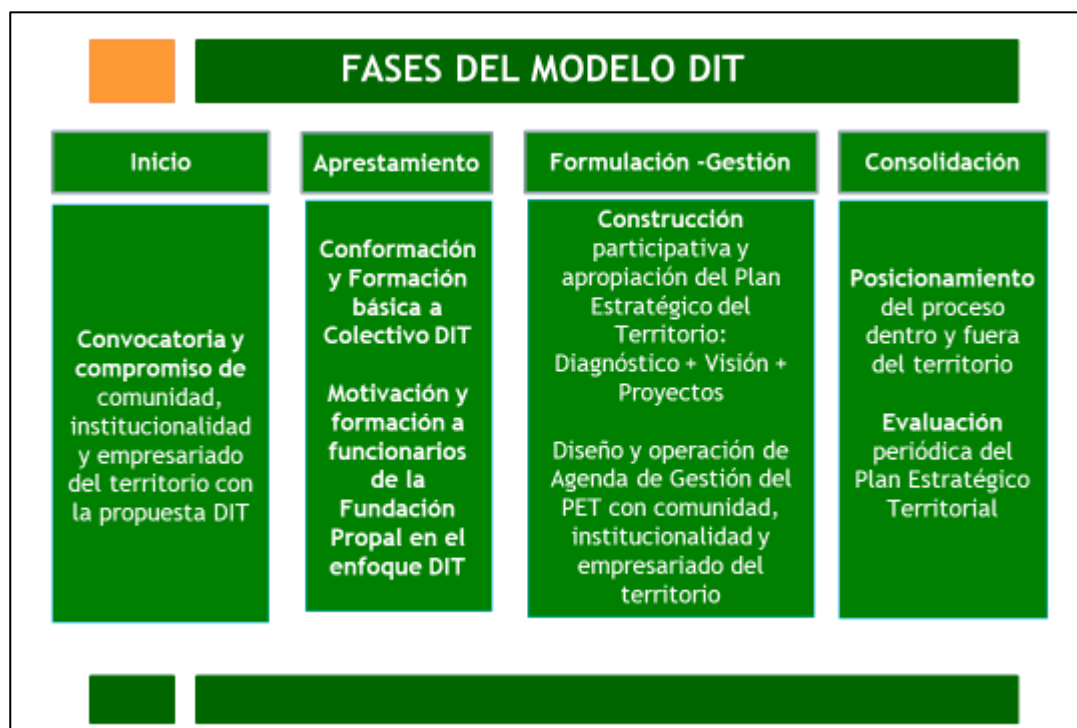 FASES DEL MODELO DIT
Inicio
Convocatoria y
compromiso de
comunidad,
institucionalidad
y empresariado
del territorio con
la propuesta DIT
Aprestamiento
Conformación
y Formación
básica a
Colectivo DIT
Motivación y
formación a
funcionarios
de la
Fundación
Propal en el
enfoque DIT
Formulación -Gestión
Construcción
participativa y
apropiación del Plan
Estratégico del
Territorio:
Diagnóstico + Visión +
Proyectos
Diseño y operación de
Agenda de Gestión del
PET con comunidad,
institucionalidad y
empresariado del
territorio
Consolidación
Posicionamiento
del proceso
dentro y fuera
del territorio
Evaluación
periódica del
Plan Estratégico
Territorial